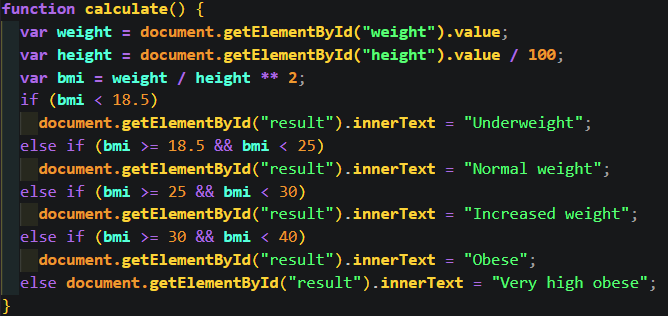 function calculate() {
  var weight = document.getElementById("weight").value;
  var height = document.getElementById("height").value / 100;
  var bmi = weight / height ** 2;
  if (bmi < 18.5)
    document.getElementById("result").innerText = "Underweight";
  else if (bmi >= 18.5 && bmi < 25)
    document.getElementById("result").innerText = "Normal weight";
  else if (bmi >= 25 && bmi < 30)
    document.getElementById("result").innerText = "Increased weight";
  else if (bmi >= 30 && bmi < 40)
    document.getElementById("result").innerText = "Obese";
  else document.getElementById("result").innerText = "Very high obese";
}